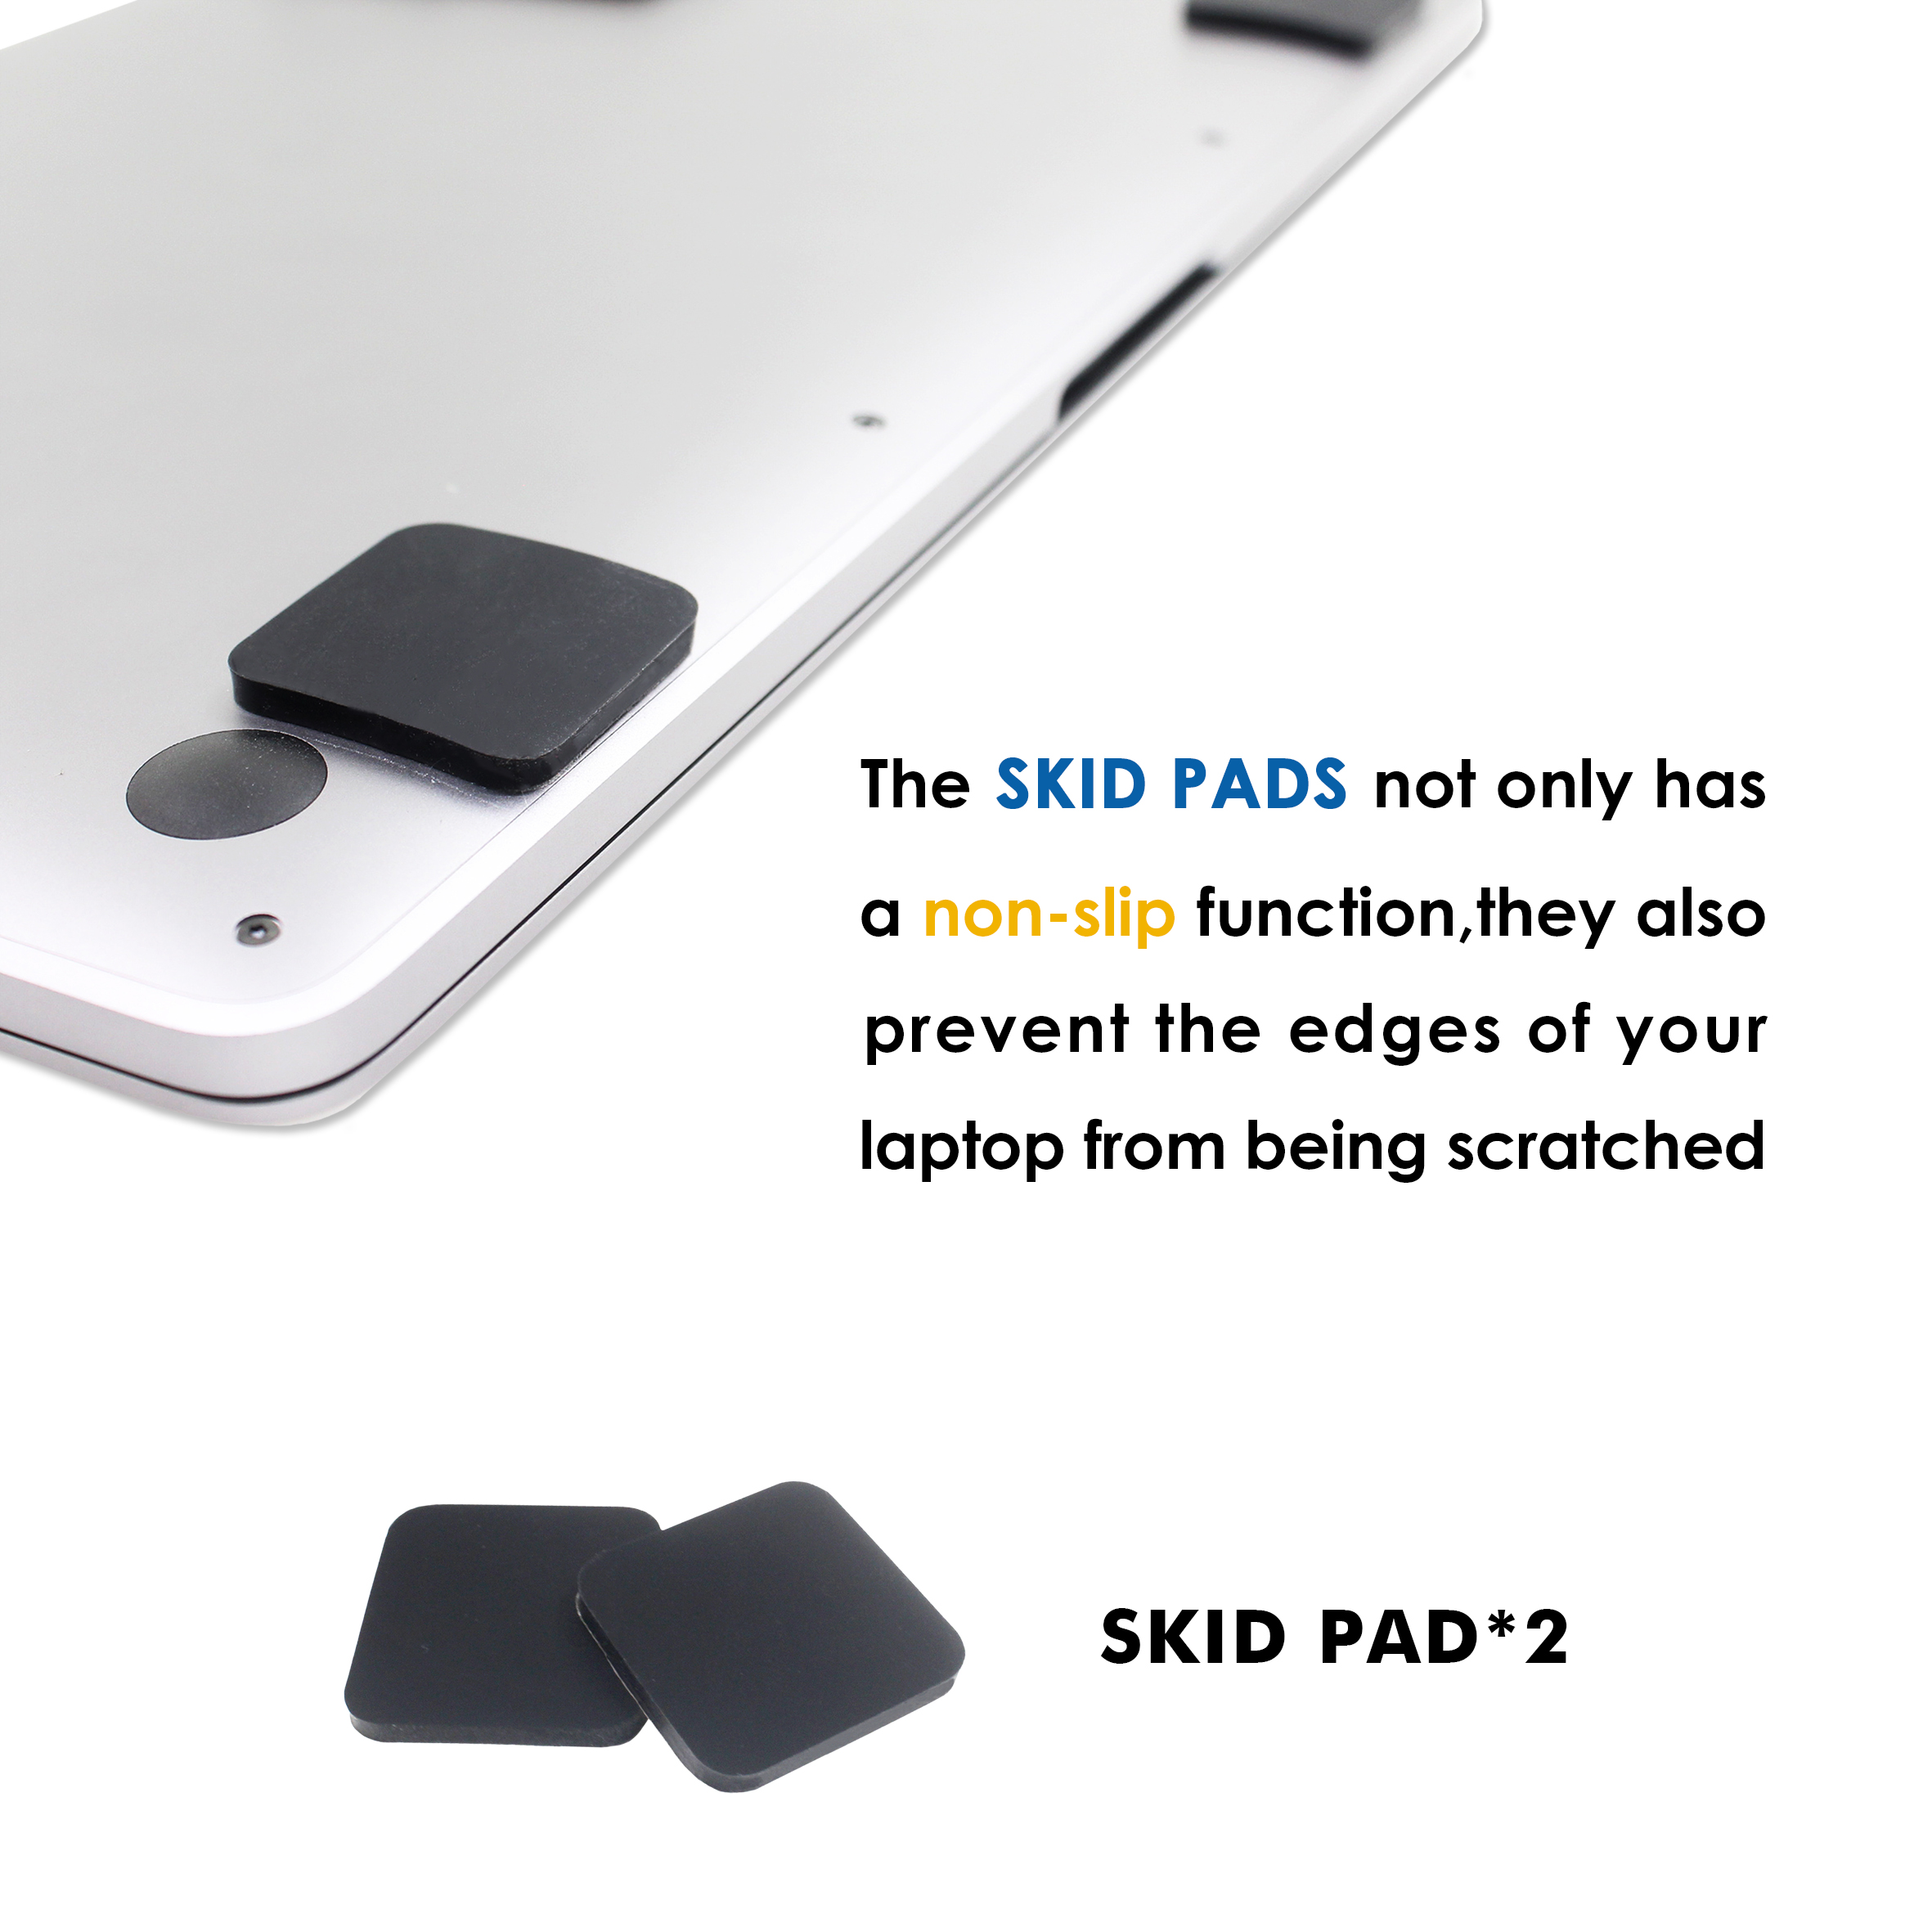 The SKID PADS not only has
a non-slip function,they also
prevent the edges of your
laptop from being scratched
SKID PAD*2